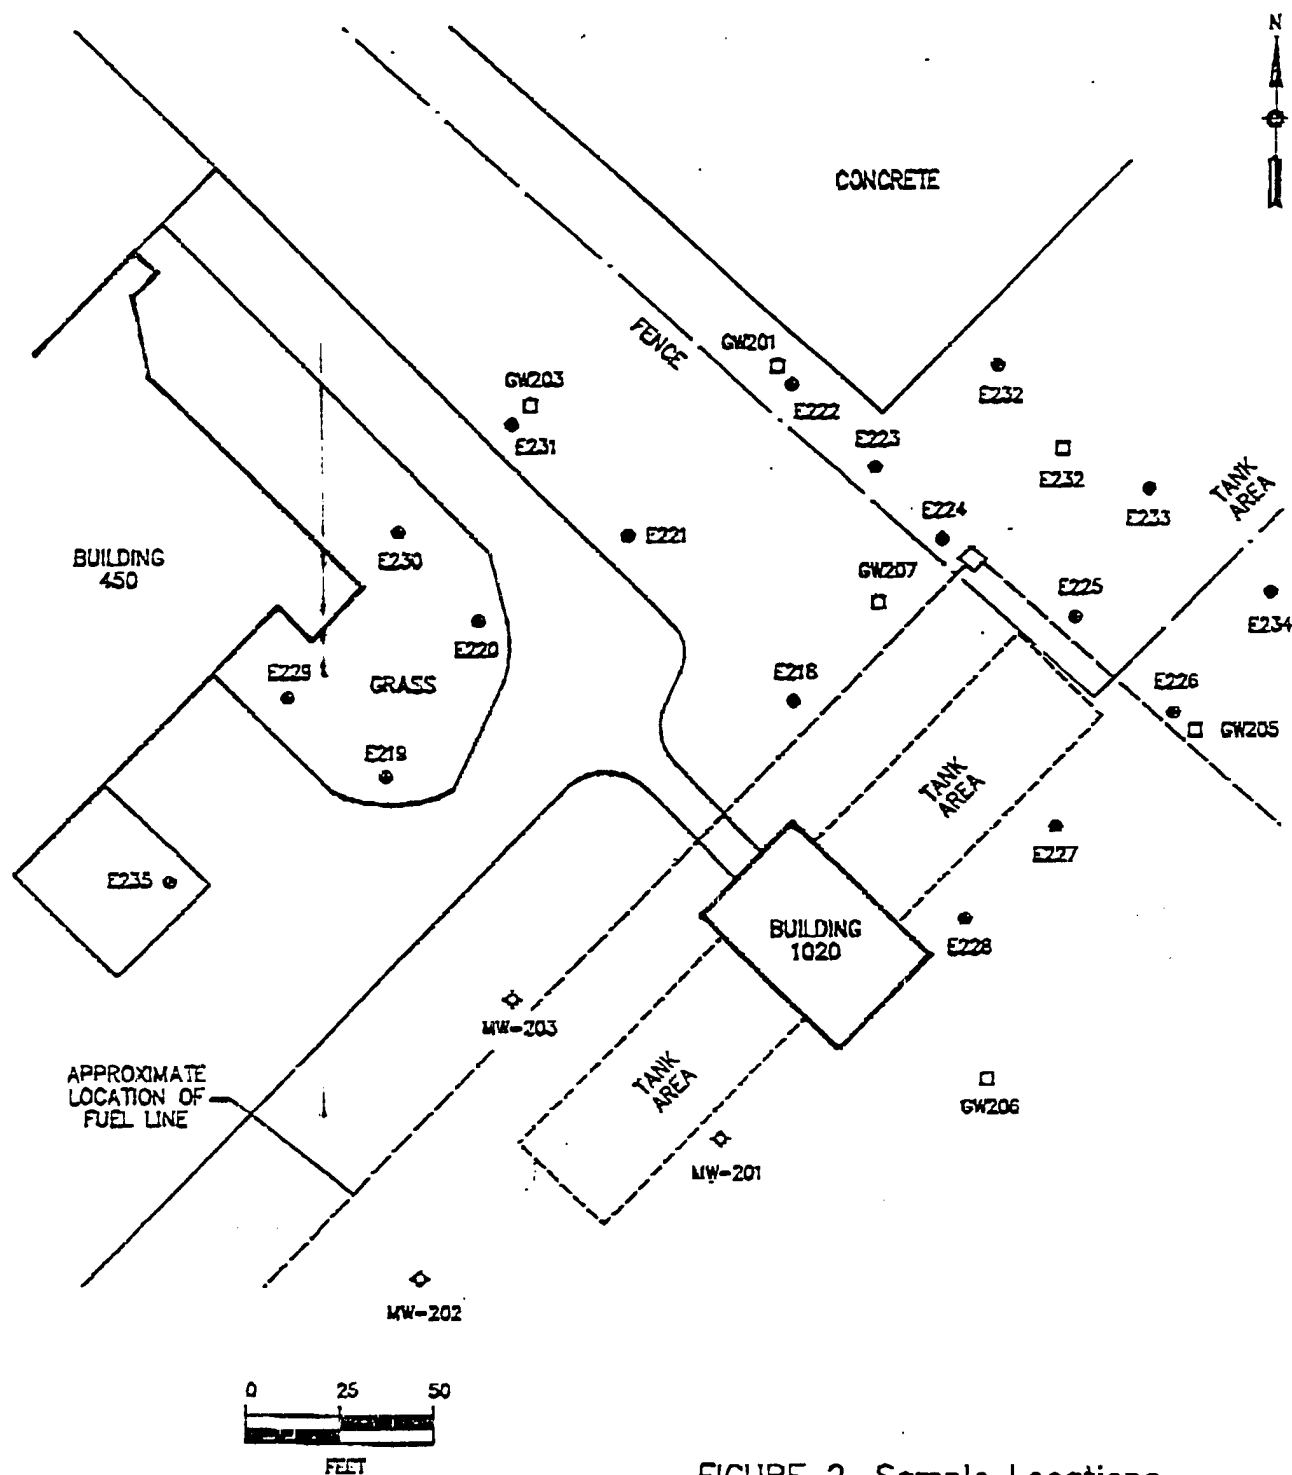 N
CONCRETE
FENCE
GW201
E222
E232
GW203
E231
E223
E232
TANK
AREA
E233
E224
E221
BUILDING
450
E230
GW207
E225
E234
E220
E229
GRASS
E218
E226
GW205
E219
TANK
AREA
E227
E235
BUILDING
1020
E228
MW-203
TANK
AREA
APPROXIMATE
LOCATION OF
FUEL LINE
GW206
MW-201
MW-202
0 25 50
FEET
FIGURE 2. Sample Locations